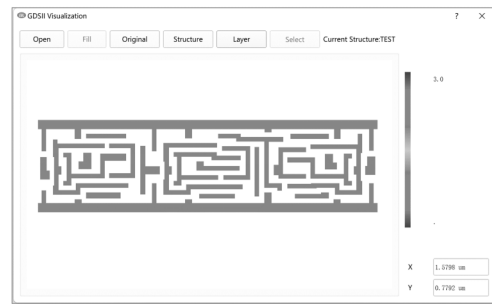 GDSII Visualization
? ×
Open Fill Original Structure Layer Select Current Structure:TEST
3.0
-
X 1.5798 um
Y 0.7792 um